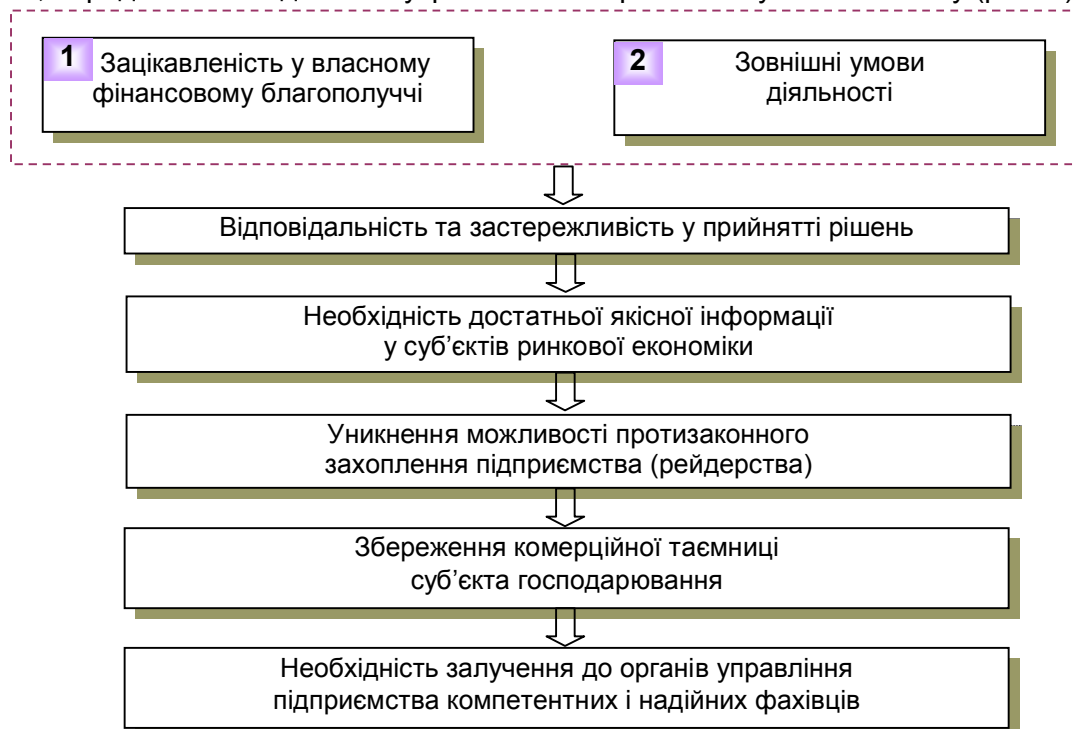 1 Зацікавленість у власному
фінансовому благополуччі
2 Зовнішні умови
діяльності
Відповідальність та застережливість у прийнятті рішень
Необхідність достатньої якісної інформації
у суб’єктів ринкової економіки
Уникнення можливості протизаконного
захоплення підприємства (рейдерства)
Збереження комерційної таємниці
суб’єкта господарювання
Необхідність залучення до органів управління
підприємства компетентних і надійних фахівців